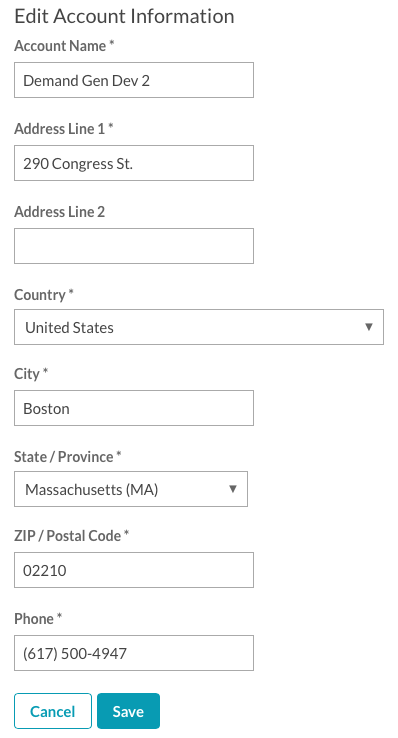 Edit Account Information
Account Name *
Demand Gen Dev 2
Address Line 1 *
290 Congress St.
Address Line 2
Country *
United States
City *
Boston
State / Province *
Massachusetts (MA)
ZIP / Postal Code *
02210
Phone *
(617) 500-4947
Cancel Save